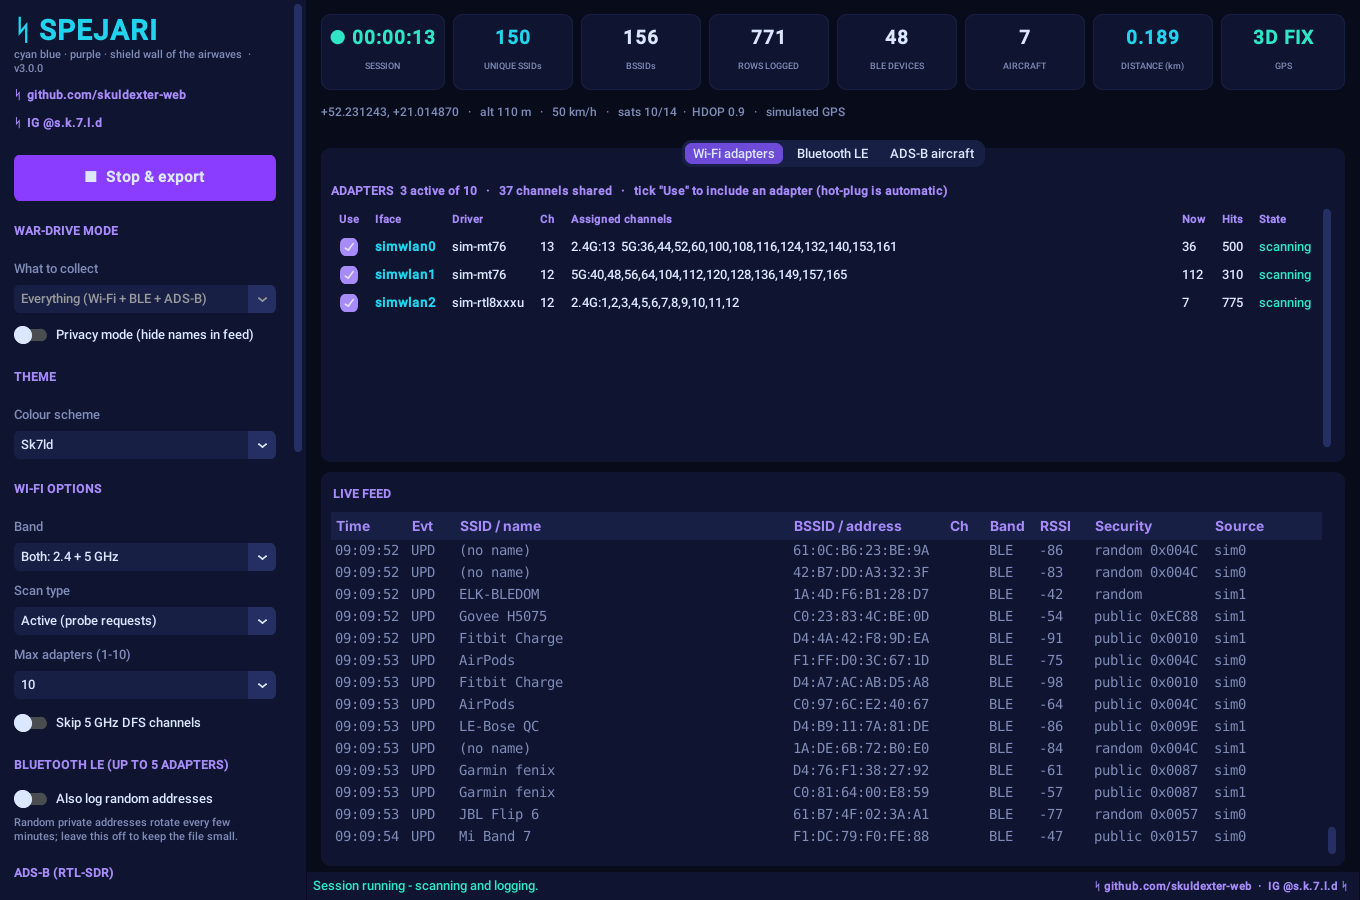 ᛋ SPEJARI
cyan blue · purple · shield wall of the airwaves ·
v3.0.0
ᛋ github.com/skuldexter-web
ᛋ IG @s.k.7.l.d
Stop & export
WAR-DRIVE MODE
What to collect
Everything (Wi-Fi + BLE + ADS-B)
Privacy mode (hide names in feed)
THEME
Colour scheme
Sk7ld
WI-FI OPTIONS
Band
Both: 2.4 + 5 GHz
Scan type
Active (probe requests)
Max adapters (1-10)
10
Skip 5 GHz DFS channels
BLUETOOTH LE (UP TO 5 ADAPTERS)
Also log random addresses
Random private addresses rotate every few
minutes; leave this off to keep the file small.
ADS-B (RTL-SDR)
● 00:00:13 150 156 771 48 7 0.189 3D FIX
SESSION UNIQUE SSIDs BSSIDs ROWS LOGGED BLE DEVICES AIRCRAFT DISTANCE (km) GPS
+52.231243, +21.014870 · alt 110 m · 50 km/h · sats 10/14 · HDOP 0.9 · simulated GPS
Wi-Fi adapters Bluetooth LE ADS-B aircraft
ADAPTERS 3 active of 10 · 37 channels shared · tick "Use" to include an adapter (hot-plug is automatic)
Use Iface Driver Ch Assigned channels Now Hits State
simwlan0 sim-mt76 13 2.4G:13 5G:36,44,52,60,100,108,116,124,132,140,153,161 36 500 scanning
simwlan1 sim-mt76 12 5G:40,48,56,64,104,112,120,128,136,149,157,165 112 310 scanning
simwlan2 sim-rtl8xxxu 12 2.4G:1,2,3,4,5,6,7,8,9,10,11,12 7 775 scanning
LIVE FEED
Time Evt SSID / name BSSID / address Ch Band RSSI Security Source
09:09:52 UPD (no name) 61:0C:B6:23:BE:9A BLE -86 random 0x004C sim0
09:09:52 UPD (no name) 42:B7:DD:A3:32:3F BLE -83 random 0x004C sim0
09:09:52 UPD ELK-BLEDOM 1A:4D:F6:B1:28:D7 BLE -42 random sim1
09:09:52 UPD Govee H5075 C0:23:83:4C:BE:0D BLE -54 public 0xEC88 sim1
09:09:52 UPD Fitbit Charge D4:4A:42:F8:9D:EA BLE -91 public 0x0010 sim1
09:09:53 UPD AirPods F1:FF:D0:3C:67:1D BLE -75 public 0x004C sim0
09:09:53 UPD Fitbit Charge D4:A7:AC:AB:D5:A8 BLE -98 public 0x0010 sim0
09:09:53 UPD AirPods C0:97:6C:E2:40:67 BLE -64 public 0x004C sim0
09:09:53 UPD LE-Bose QC D4:B9:11:7A:81:DE BLE -86 public 0x009E sim1
09:09:53 UPD (no name) 1A:DE:6B:72:B0:E0 BLE -84 random 0x004C sim1
09:09:53 UPD Garmin fenix D4:76:F1:38:27:92 BLE -61 public 0x0087 sim0
09:09:53 UPD Garmin fenix C0:81:64:00:E8:59 BLE -57 public 0x0087 sim1
09:09:53 UPD JBL Flip 6 61:B7:4F:02:3A:A1 BLE -77 random 0x0057 sim0
09:09:54 UPD Mi Band 7 F1:DC:79:F0:FE:88 BLE -47 public 0x0157 sim0
Session running - scanning and logging.
ᛋ github.com/skuldexter-web · IG @s.k.7.l.d ᛋ